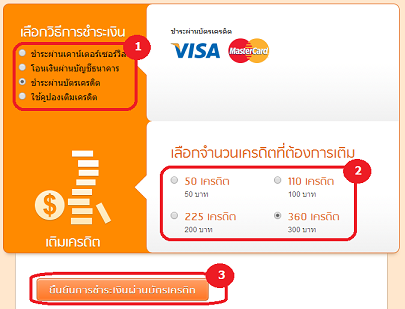 เลือกวิธีการชำระเงิน
1
ชำระผ่านเคาน์เตอร์เซอร์วิส
โอนเงินผ่านบัญชีธนาคาร
ชำระผ่านบัตรเครดิต
ใช้คูปองเติมเครดิต
ชำระผ่านบัตรเครดิต
VISA
MasterCard
เลือกจำนวนเครดิตที่ต้องการเติม
2
50 เครดิต
50 บาท
110 เครดิต
100 บาท
225 เครดิต
200 บาท
360 เครดิต
300 บาท
$
เติมเครดิต
3
ยืนยันการชำระเงินผ่านบัตรเครดิต